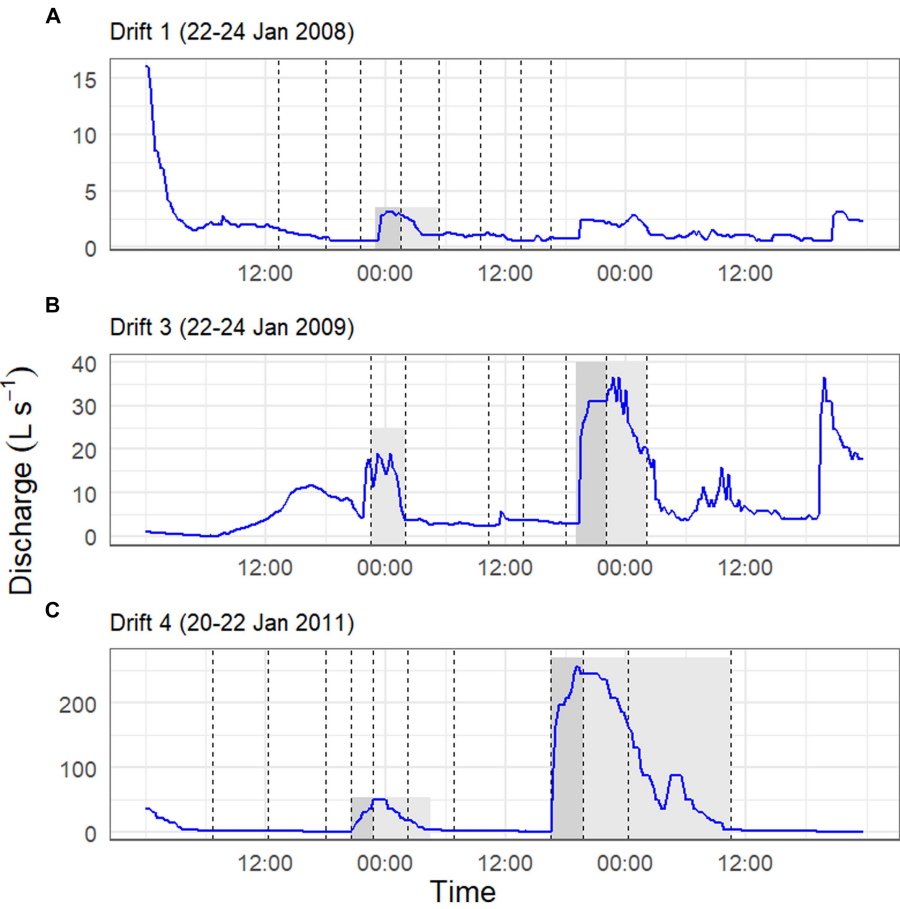 A
Drift 1 (22-24 Jan 2008)
15
10
5
0
12:00 00:00 12:00 00:00 12:00
B
Drift 3 (22-24 Jan 2009)
40
30
20
10
0
12:00 00:00 12:00 00:00 12:00
Discharge (L s⁻¹)
C
Drift 4 (20-22 Jan 2011)
200
100
0
12:00 00:00 12:00 00:00 12:00
Time